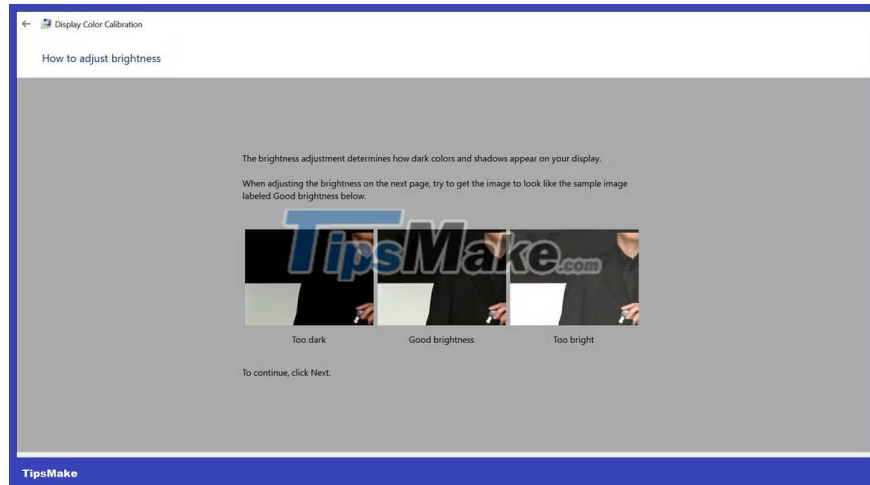 Display Color Calibration
How to adjust brightness
The brightness adjustment determines how dark colors and shadows appear on your display.
When adjusting the brightness on the next page, try to get the image to look like the sample image
labeled Good brightness below.
TipsMake.com
Too dark Good brightness Too bright
To continue, click Next.
TipsMake